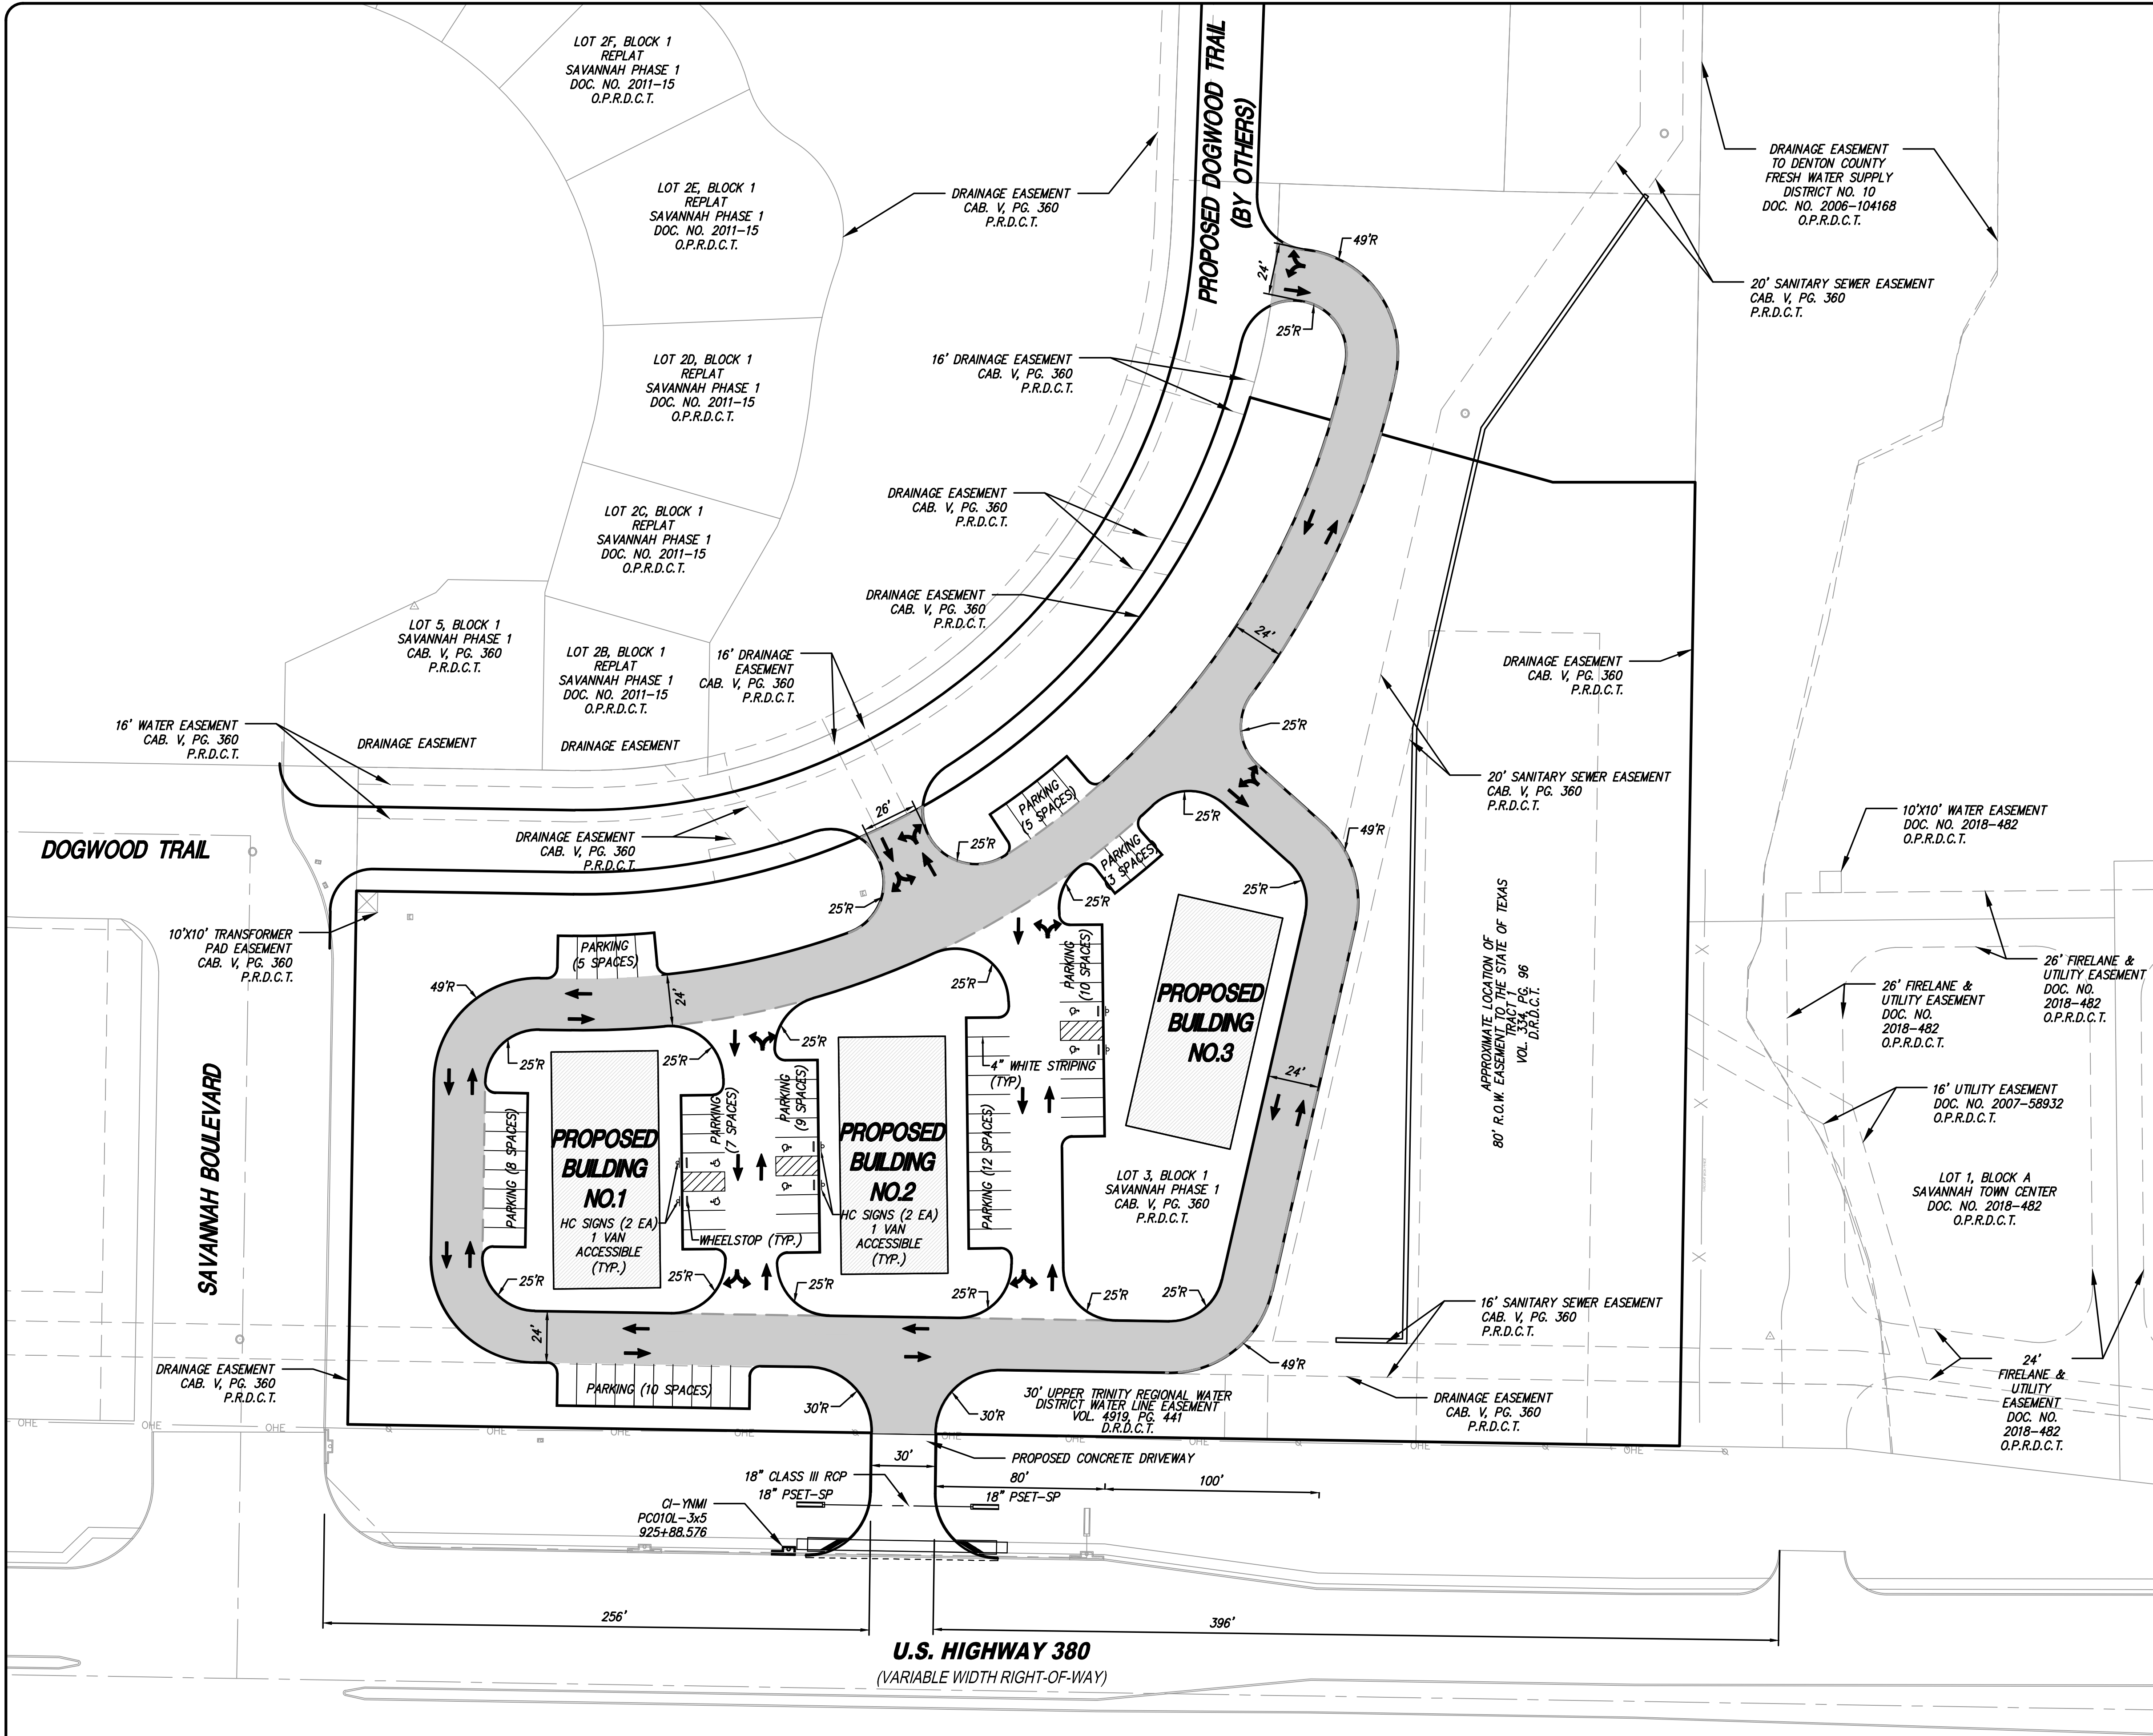 LOT 2F, BLOCK 1
REPLAT
SAVANNAH PHASE 1
DOC. NO. 2011-15
O.P.R.D.C.T.
LOT 2E, BLOCK 1
REPLAT
SAVANNAH PHASE 1
DOC. NO. 2011-15
O.P.R.D.C.T.
DRAINAGE EASEMENT
CAB. V, PG. 360
P.R.D.C.T.
PROPOSED DOGWOOD TRAIL
(BY OTHERS)
DRAINAGE EASEMENT
TO DENTON COUNTY
FRESH WATER SUPPLY
DISTRICT NO. 10
DOC. NO. 2006-104168
O.P.R.D.C.T.
20' SANITARY SEWER EASEMENT
CAB. V, PG. 360
P.R.D.C.T.
49'R
24'
25'R
LOT 2D, BLOCK 1
REPLAT
SAVANNAH PHASE 1
DOC. NO. 2011-15
O.P.R.D.C.T.
16' DRAINAGE EASEMENT
CAB. V, PG. 360
P.R.D.C.T.
LOT 2C, BLOCK 1
REPLAT
SAVANNAH PHASE 1
DOC. NO. 2011-15
O.P.R.D.C.T.
DRAINAGE EASEMENT
CAB. V, PG. 360
P.R.D.C.T.
DRAINAGE EASEMENT
CAB. V, PG. 360
P.R.D.C.T.
LOT 5, BLOCK 1
SAVANNAH PHASE 1
CAB. V, PG. 360
P.R.D.C.T.
LOT 2B, BLOCK 1
REPLAT
SAVANNAH PHASE 1
DOC. NO. 2011-15
O.P.R.D.C.T.
16' DRAINAGE
EASEMENT
CAB. V, PG. 360
P.R.D.C.T.
24'
DRAINAGE EASEMENT
CAB. V, PG. 360
P.R.D.C.T.
16' WATER EASEMENT
CAB. V, PG. 360
P.R.D.C.T.
DRAINAGE EASEMENT
DRAINAGE EASEMENT
25'R
20' SANITARY SEWER EASEMENT
CAB. V, PG. 360
P.R.D.C.T.
10'X10' WATER EASEMENT
DOC. NO. 2018-482
O.P.R.D.C.T.
DOGWOOD TRAIL
DRAINAGE EASEMENT
CAB. V, PG. 360
P.R.D.C.T.
26'
25'R
PARKING
(5 SPACES)
25'R
49'R
PARKING
(3 SPACES)
25'R
25'R
25'R
10'X10' TRANSFORMER
PAD EASEMENT
CAB. V, PG. 360
P.R.D.C.T.
PARKING
(5 SPACES)
49'R
24'
25'R
PARKING
(10 SPACES)
PROPOSED
BUILDING
NO.3
APPROXIMATE LOCATION OF
80' R.O.W. EASEMENT TO THE STATE OF TEXAS
TRACT 1
VOL. 334, PG. 96
D.R.D.C.T.
26' FIRELANE &
UTILITY EASEMENT
DOC. NO.
2018-482
O.P.R.D.C.T.
26' FIRELANE &
UTILITY EASEMENT
DOC. NO.
2018-482
O.P.R.D.C.T.
25'R
25'R
25'R
4" WHITE STRIPING
(TYP)
24'
16' UTILITY EASEMENT
DOC. NO. 2007-58932
O.P.R.D.C.T.
SAVANNAH BOULEVARD
PARKING (8 SPACES)
PROPOSED
BUILDING
NO.1
HC SIGNS (2 EA)
1 VAN
ACCESSIBLE
(TYP.)
PARKING
(7 SPACES)
PARKING
(9 SPACES)
PROPOSED
BUILDING
NO.2
HC SIGNS (2 EA)
1 VAN
ACCESSIBLE
(TYP.)
PARKING (12 SPACES)
WHEELSTOP (TYP.)
LOT 3, BLOCK 1
SAVANNAH PHASE 1
CAB. V, PG. 360
P.R.D.C.T.
LOT 1, BLOCK A
SAVANNAH TOWN CENTER
DOC. NO. 2018-482
O.P.R.D.C.T.
25'R
25'R
25'R
25'R
25'R
25'R
16' SANITARY SEWER EASEMENT
CAB. V, PG. 360
P.R.D.C.T.
24'
49'R
DRAINAGE EASEMENT
CAB. V, PG. 360
P.R.D.C.T.
PARKING (10 SPACES)
30'R
30'R
30' UPPER TRINITY REGIONAL WATER
DISTRICT WATER LINE EASEMENT
VOL. 4919, PG. 441
D.R.D.C.T.
DRAINAGE EASEMENT
CAB. V, PG. 360
P.R.D.C.T.
24'
FIRELANE &
UTILITY
EASEMENT
DOC. NO.
2018-482
O.P.R.D.C.T.
OHE
OHE
OHE
OHE
OHE
OHE
OHE
OHE
OHE
OHE
OHE
PROPOSED CONCRETE DRIVEWAY
30'
80'
100'
18" CLASS III RCP
18" PSET-SP
18" PSET-SP
CI-YNMI
PC010L-3x5
925+88.576
256'
396'
U.S. HIGHWAY 380
(VARIABLE WIDTH RIGHT-OF-WAY)